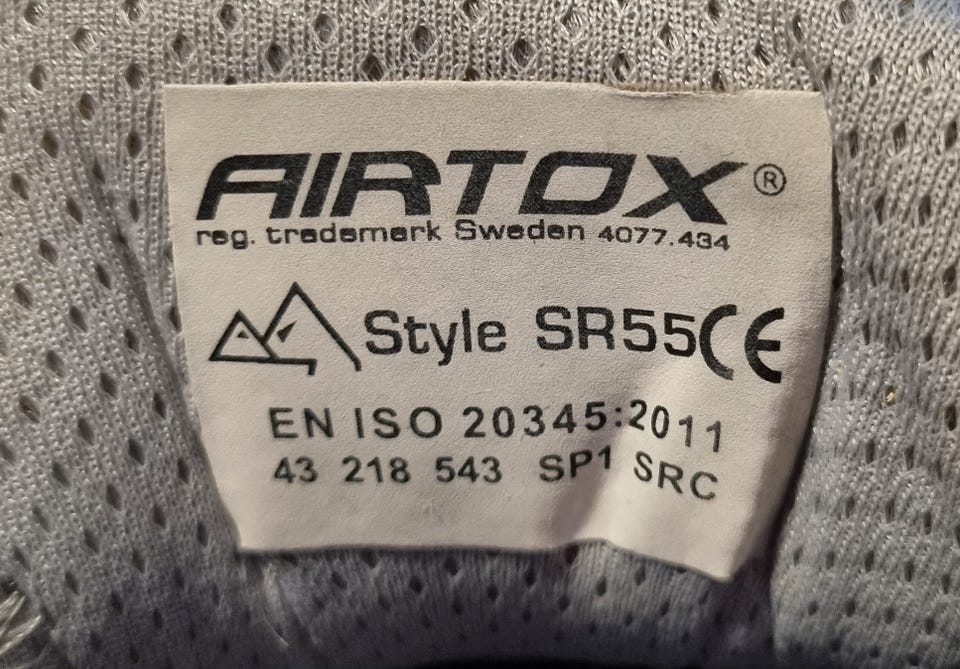 AIRTOX®
reg. trademark Sweden 4077.434
Style SR55 CE
EN ISO 20345:2011
43 218 543 SP1 SRC